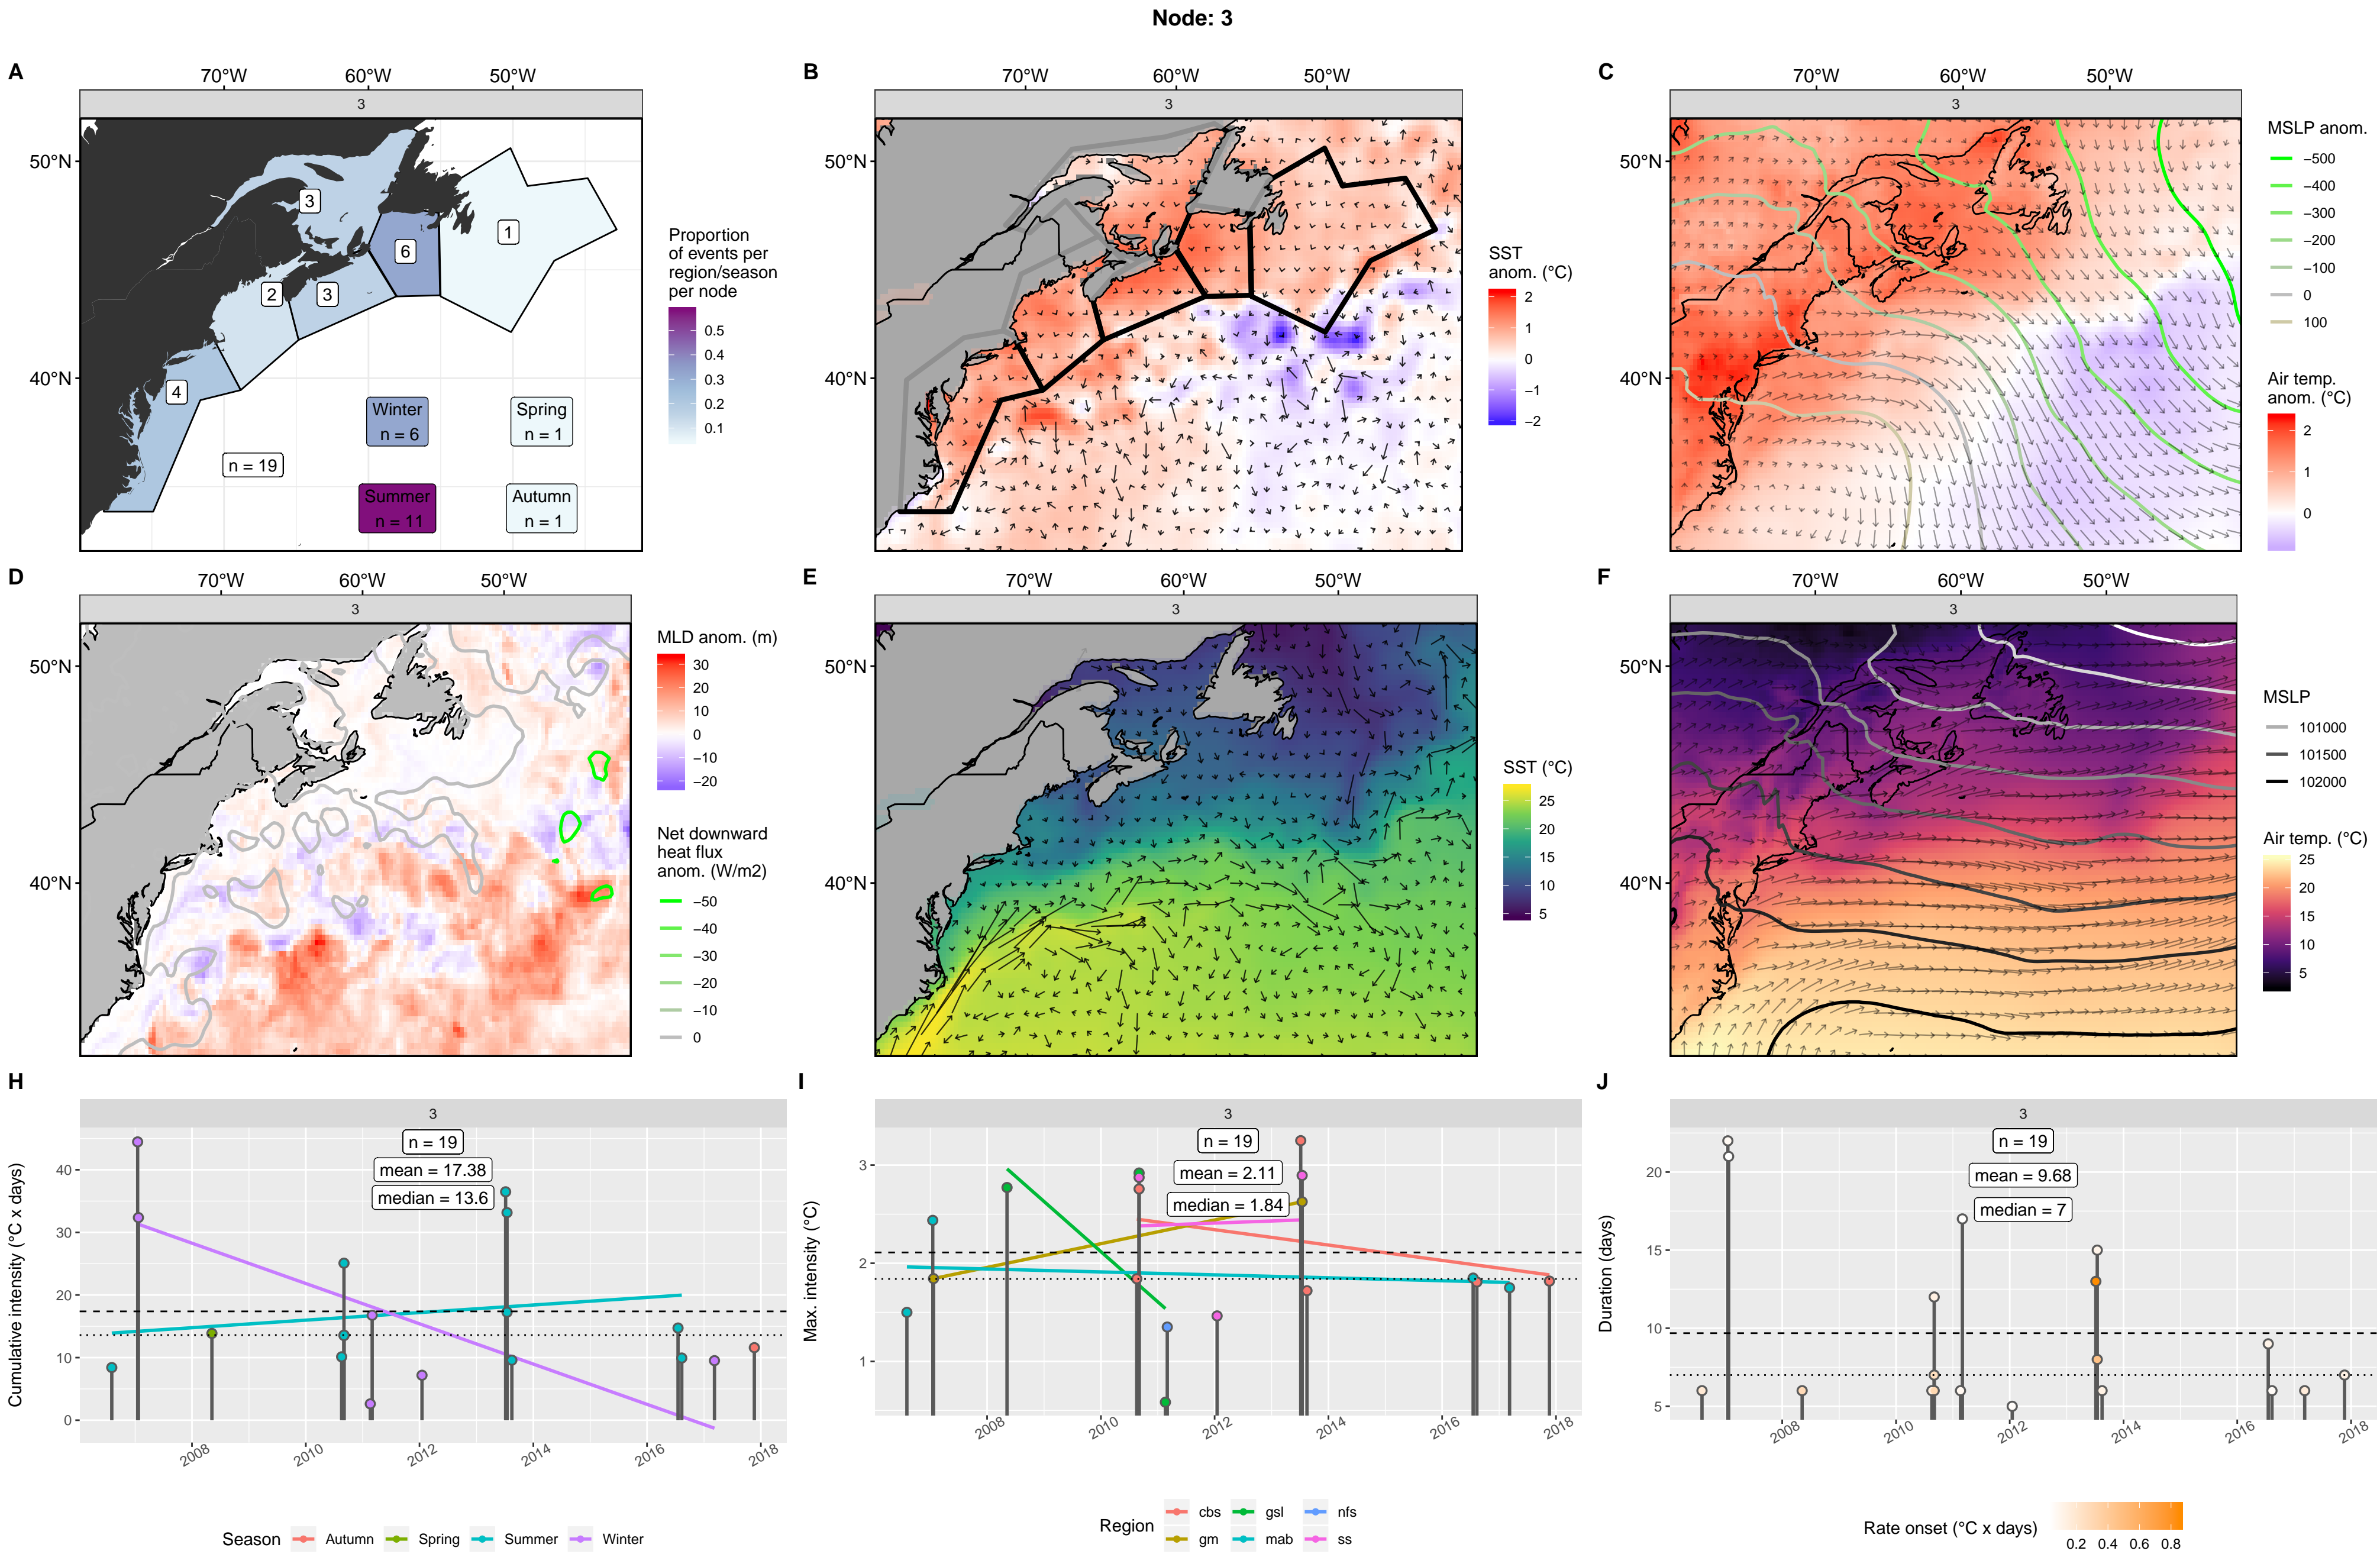 Node: 3
A
70°W 60°W 50°W
3
50°N
40°N
3
6
1
2
3
4
n = 19
Winter
n = 6
Spring
n = 1
Summer
n = 11
Autumn
n = 1
Proportion
of events per
region/season
per node
0.5
0.4
0.3
0.2
0.1
B
70°W 60°W 50°W
3
50°N
40°N
SST
anom. (°C)
2
1
0
−1
−2
C
70°W 60°W 50°W
3
50°N
40°N
MSLP anom.
−500
−400
−300
−200
−100
0
100
Air temp.
anom. (°C)
2
1
0
D
70°W 60°W 50°W
3
50°N
40°N
MLD anom. (m)
30
20
10
0
−10
−20
Net downward
heat flux
anom. (W/m2)
−50
−40
−30
−20
−10
0
E
70°W 60°W 50°W
3
50°N
40°N
SST (°C)
25
20
15
10
5
F
70°W 60°W 50°W
3
50°N
40°N
MSLP
101000
101500
102000
Air temp. (°C)
25
20
15
10
5
H
3
n = 19
mean = 17.38
median = 13.6
Cumulative intensity (°C x days)
40
30
20
10
0
2008 2010 2012 2014 2016 2018
Season Autumn Spring Summer Winter
I
3
n = 19
mean = 2.11
median = 1.84
Max. intensity (°C)
3
2
1
2008 2010 2012 2014 2016 2018
Region
cbs gsl nfs
gm mab ss
J
3
n = 19
mean = 9.68
median = 7
Duration (days)
20
15
10
5
2008 2010 2012 2014 2016 2018
Rate onset (°C x days)
0.2 0.4 0.6 0.8